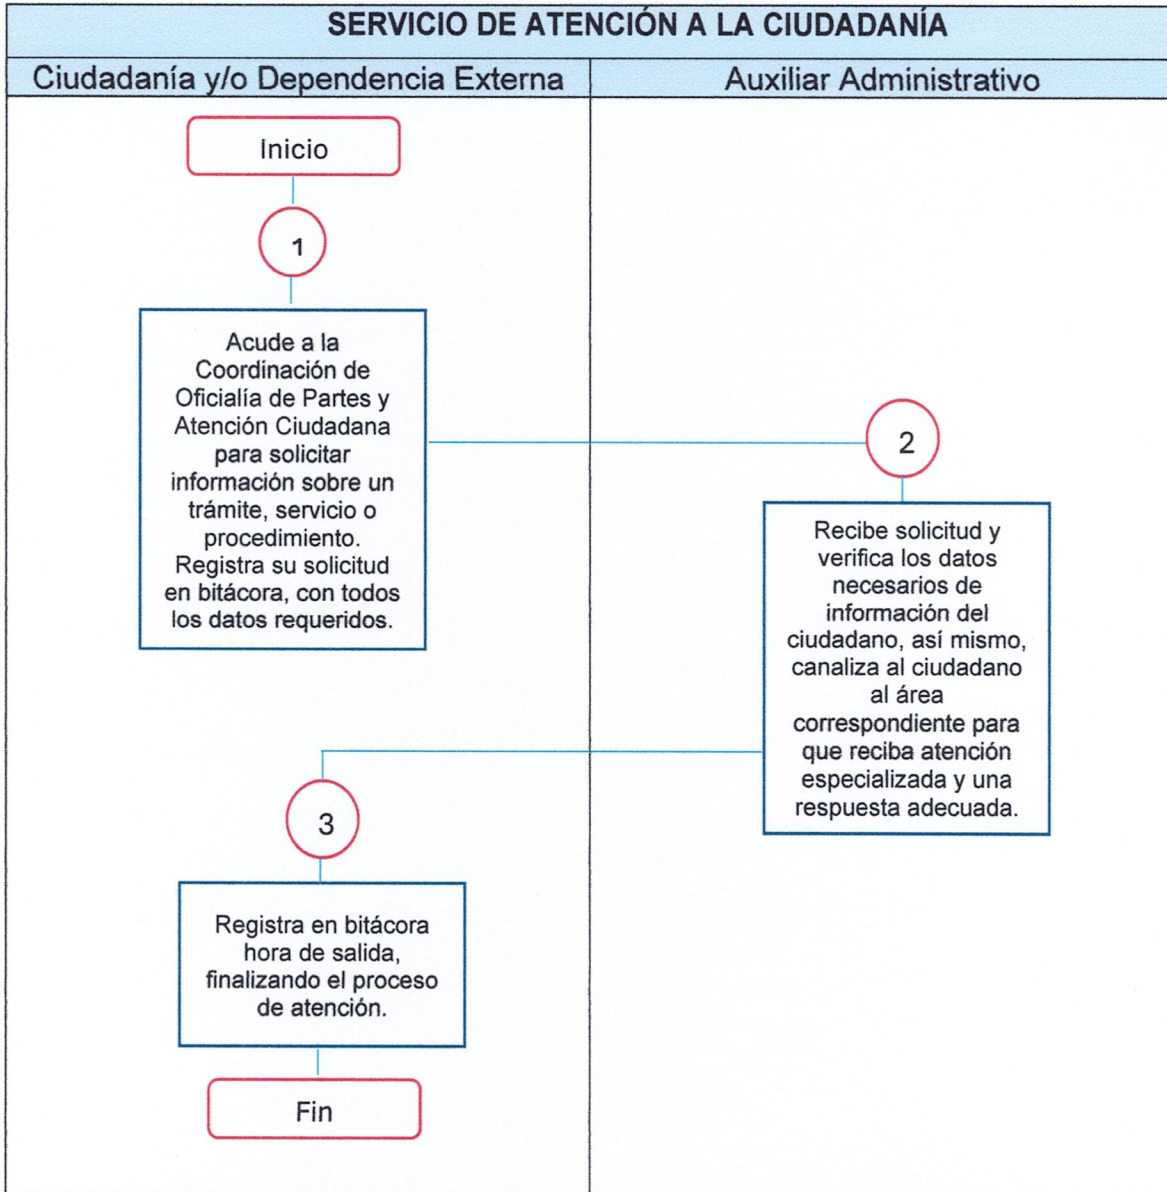 SERVICIO DE ATENCIÓN A LA CIUDADANÍA
Ciudadanía y/o Dependencia Externa
Auxiliar Administrativo
Inicio
1
Acude a la
Coordinación de
Oficialía de Partes y
Atención Ciudadana
para solicitar
información sobre un
trámite, servicio o
procedimiento.
Registra su solicitud
en bitácora, con todos
los datos requeridos.
2
Recibe solicitud y
verifica los datos
necesarios de
información del
ciudadano, así mismo,
canaliza al ciudadano
al área
correspondiente para
que reciba atención
especializada y una
respuesta adecuada.
3
Registra en bitácora
hora de salida,
finalizando el proceso
de atención.
Fin